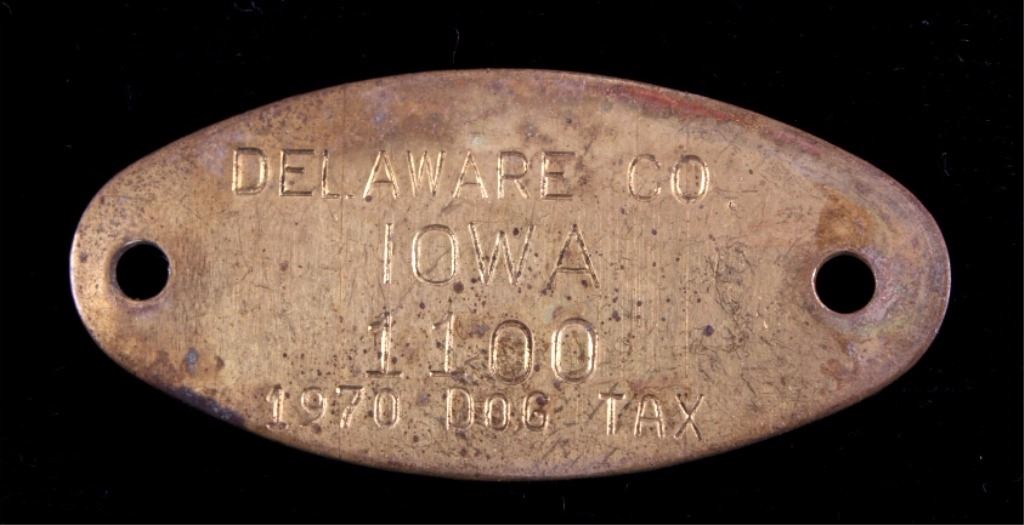 DELAWARE CO.
IOWA
1100
1970 DOG TAX